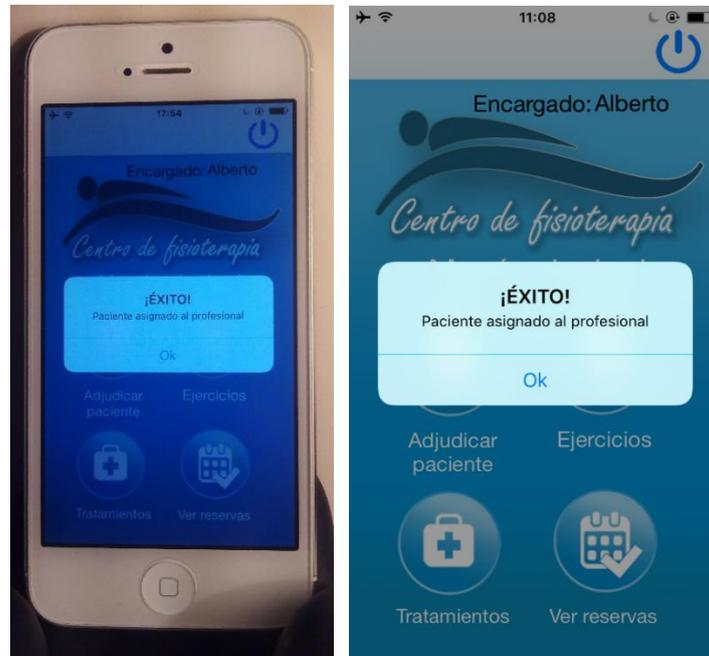 17:54
Encargado: Alberto
Centro de fisioterapia
¡ÉXITO!
Paciente asignado al profesional
Ok
Adjudicar
paciente
Ejercicios
Tratamientos
Ver reservas
11:08
Encargado: Alberto
Centro de fisioterapia
¡ÉXITO!
Paciente asignado al profesional
Ok
Adjudicar
paciente
Ejercicios
Tratamientos
Ver reservas